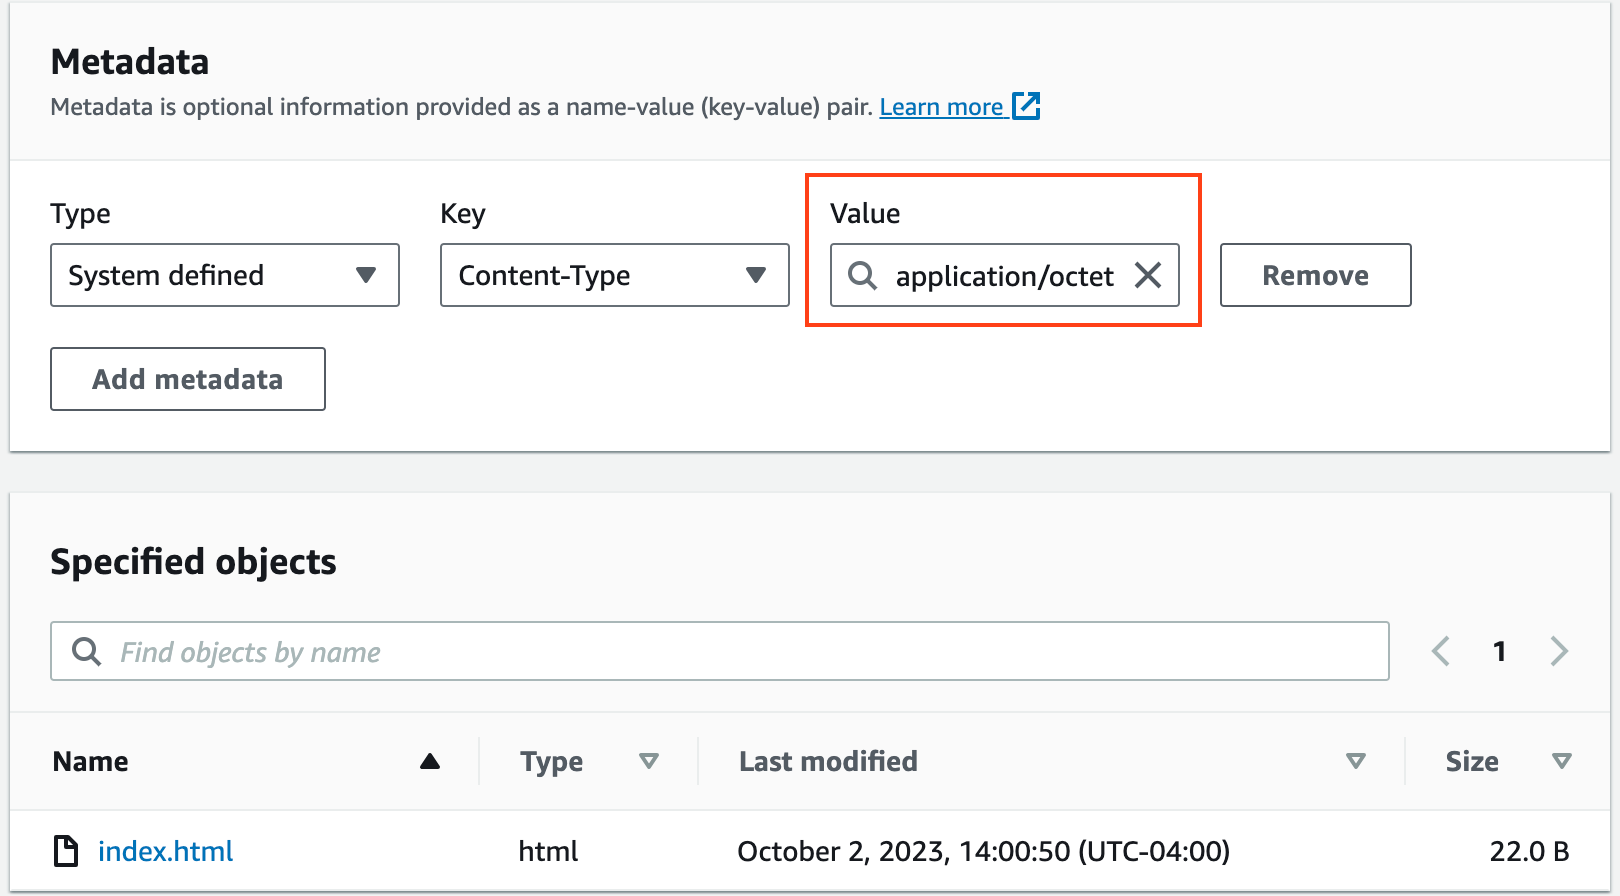 Metadata
Metadata is optional information provided as a name-value (key-value) pair. Learn more
Type Key Value
System defined Content-Type application/octet Remove
Add metadata
Specified objects
Find objects by name 1
Name Type Last modified Size
index.html html October 2, 2023, 14:00:50 (UTC-04:00) 22.0 B